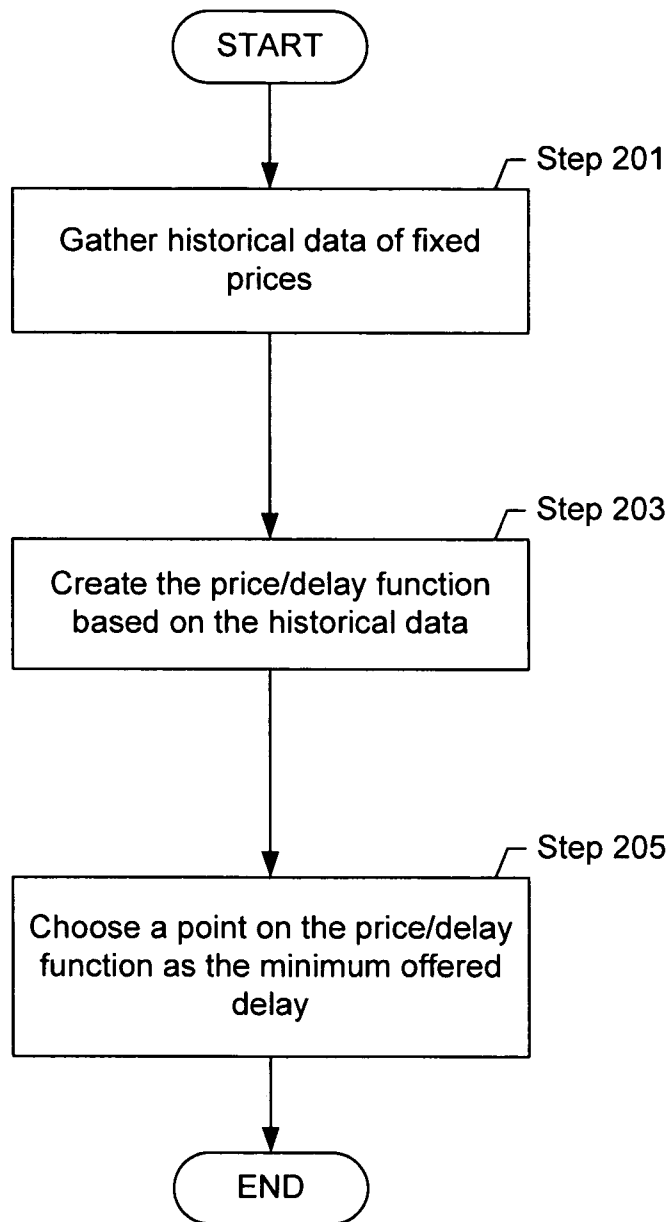 START
Step 201
Gather historical data of fixed
prices
Step 203
Create the price/delay function
based on the historical data
Step 205
Choose a point on the price/delay
function as the minimum offered
delay
END